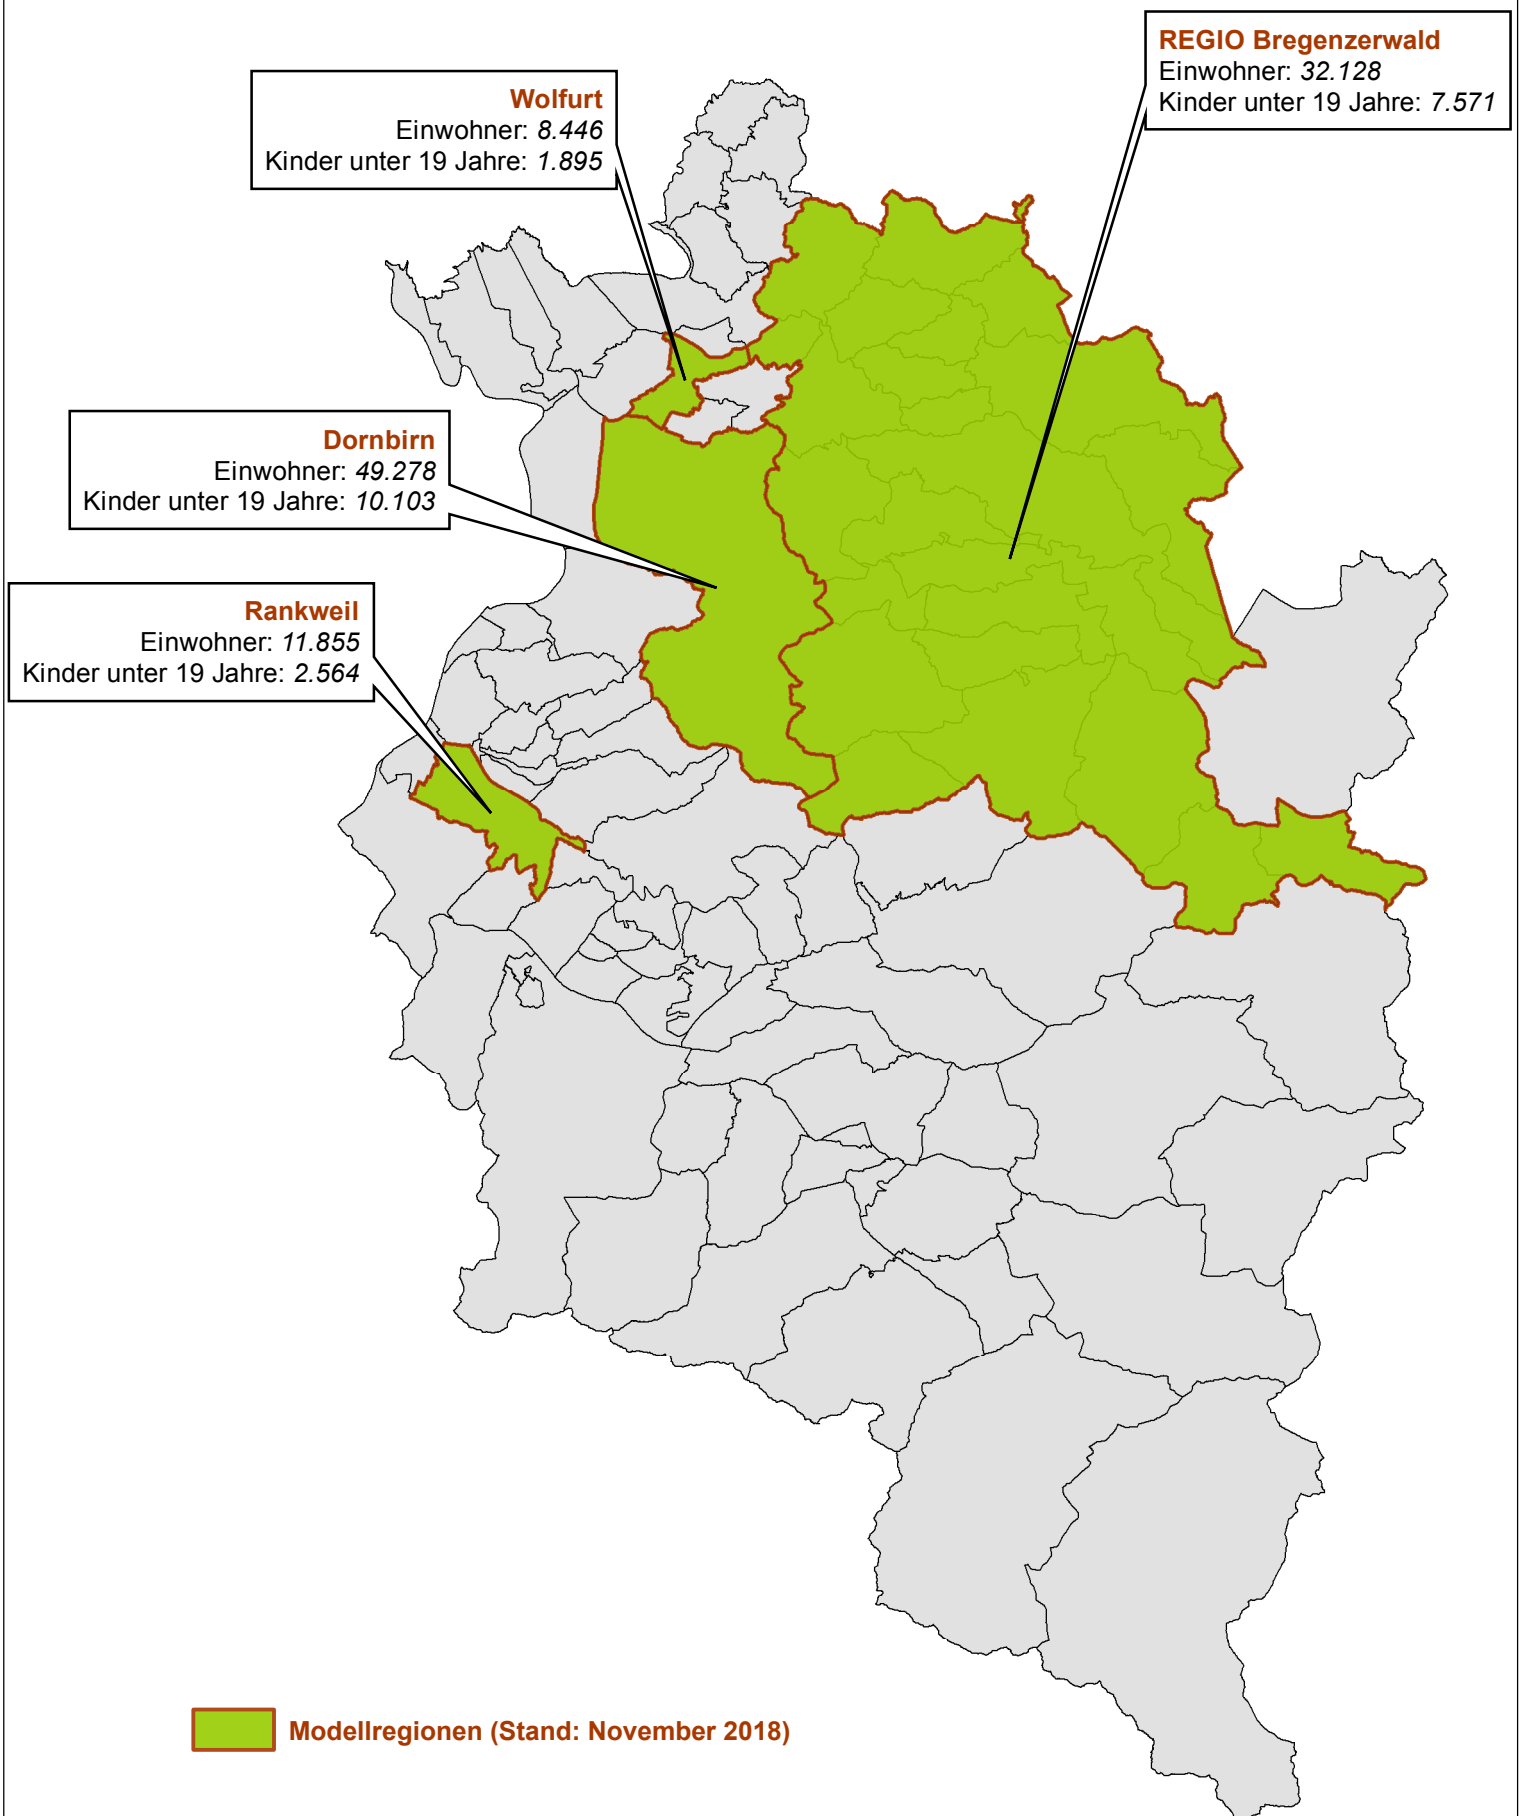 REGIO Bregenzerwald
Einwohner: 32.128
Kinder unter 19 Jahre: 7.571
Wolfurt
Einwohner: 8.446
Kinder unter 19 Jahre: 1.895
Dornbirn
Einwohner: 49.278
Kinder unter 19 Jahre: 10.103
Rankweil
Einwohner: 11.855
Kinder unter 19 Jahre: 2.564
Modellregionen (Stand: November 2018)